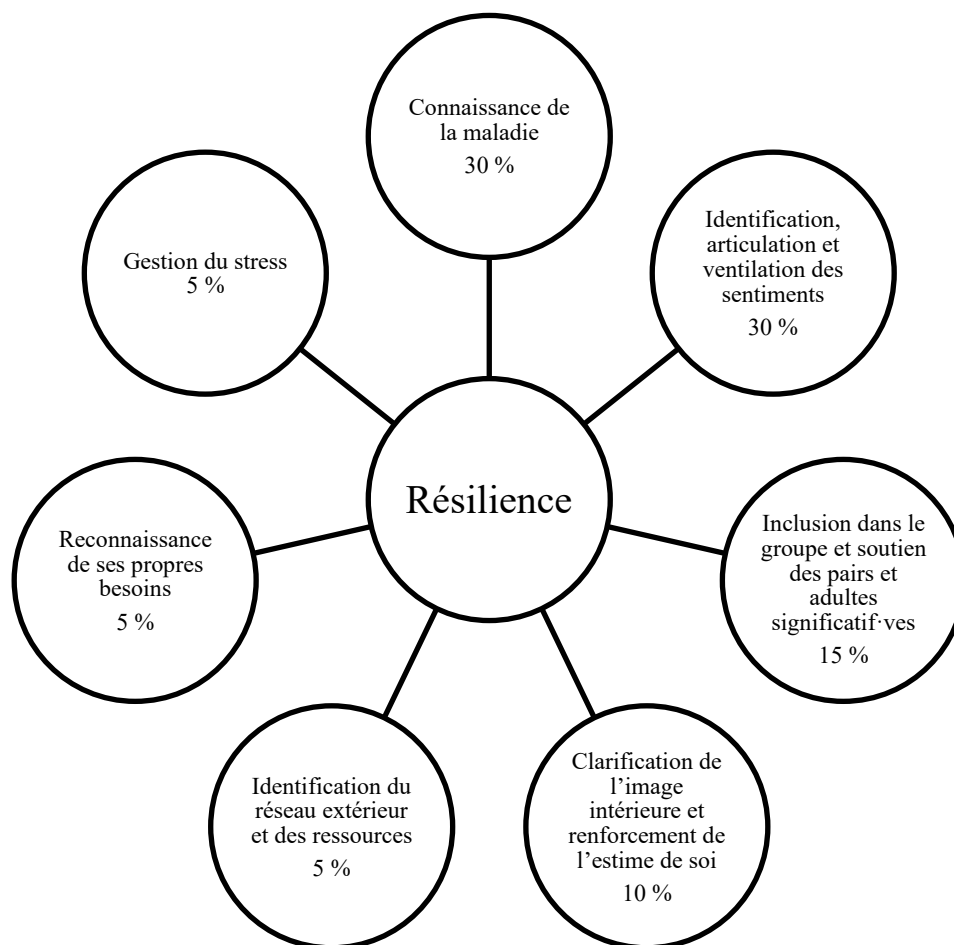 Connaissance de
la maladie
30 %
Identification,
articulation et
ventilation des
sentiments
30 %
Gestion du stress
5 %
Résilience
Reconnaissance
de ses propres
besoins
5 %
Inclusion dans le
groupe et soutien
des pairs et
adultes
significatif·ves
15 %
Identification du
réseau extérieur
et des ressources
5 %
Clarification de
l’image
intérieure et
renforcement de
l’estime de soi
10 %